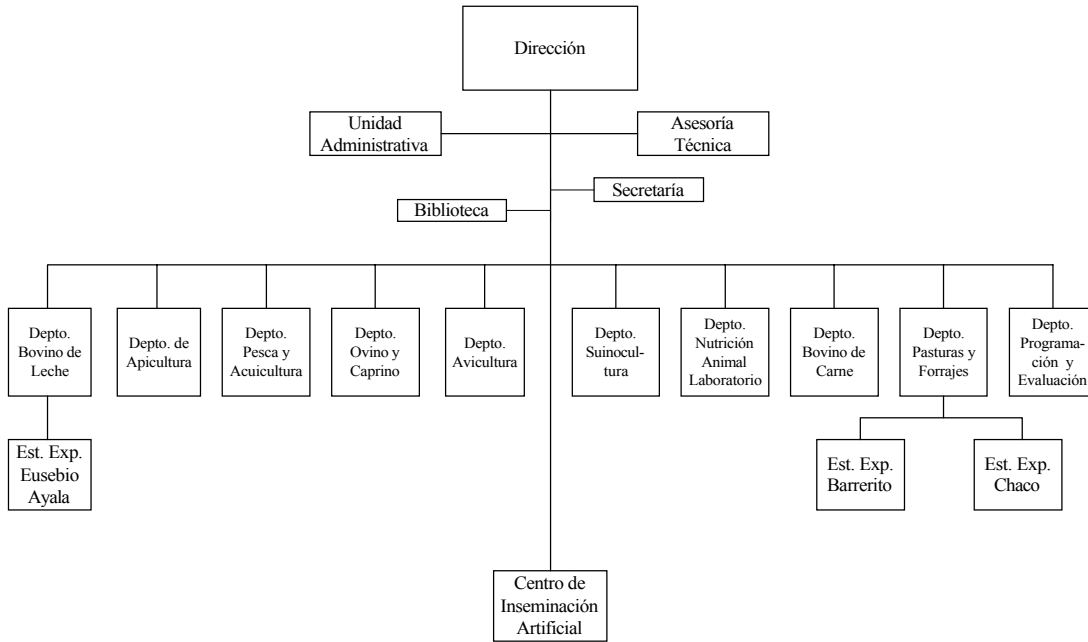 Dirección
Unidad
Administrativa
Asesoría
Técnica
Secretaría
Biblioteca
Depto.
Bovino de
Leche
Depto. de
Apicultura
Depto.
Pesca y
Acuicultura
Depto.
Ovino y
Caprino
Depto.
Avicultura
Depto.
Suinocul-
tura
Depto.
Nutrición
Animal
Laboratorio
Depto.
Bovino de
Carne
Depto.
Pasturas y
Forrajes
Depto.
Programa-
ción y
Evaluación
Est. Exp.
Eusebio
Ayala
Est. Exp.
Barrerito
Est. Exp.
Chaco
Centro de
Inseminación
Artificial